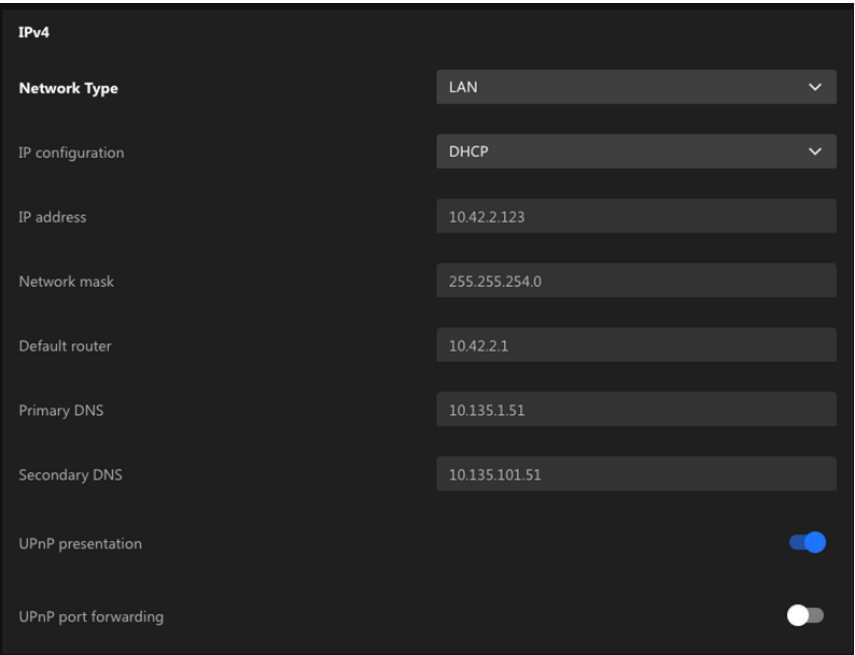 IPv4
Network Type LAN
IP configuration DHCP
IP address 10.42.2.123
Network mask 255.255.254.0
Default router 10.42.2.1
Primary DNS 10.135.1.51
Secondary DNS 10.135.101.51
UPnP presentation
UPnP port forwarding